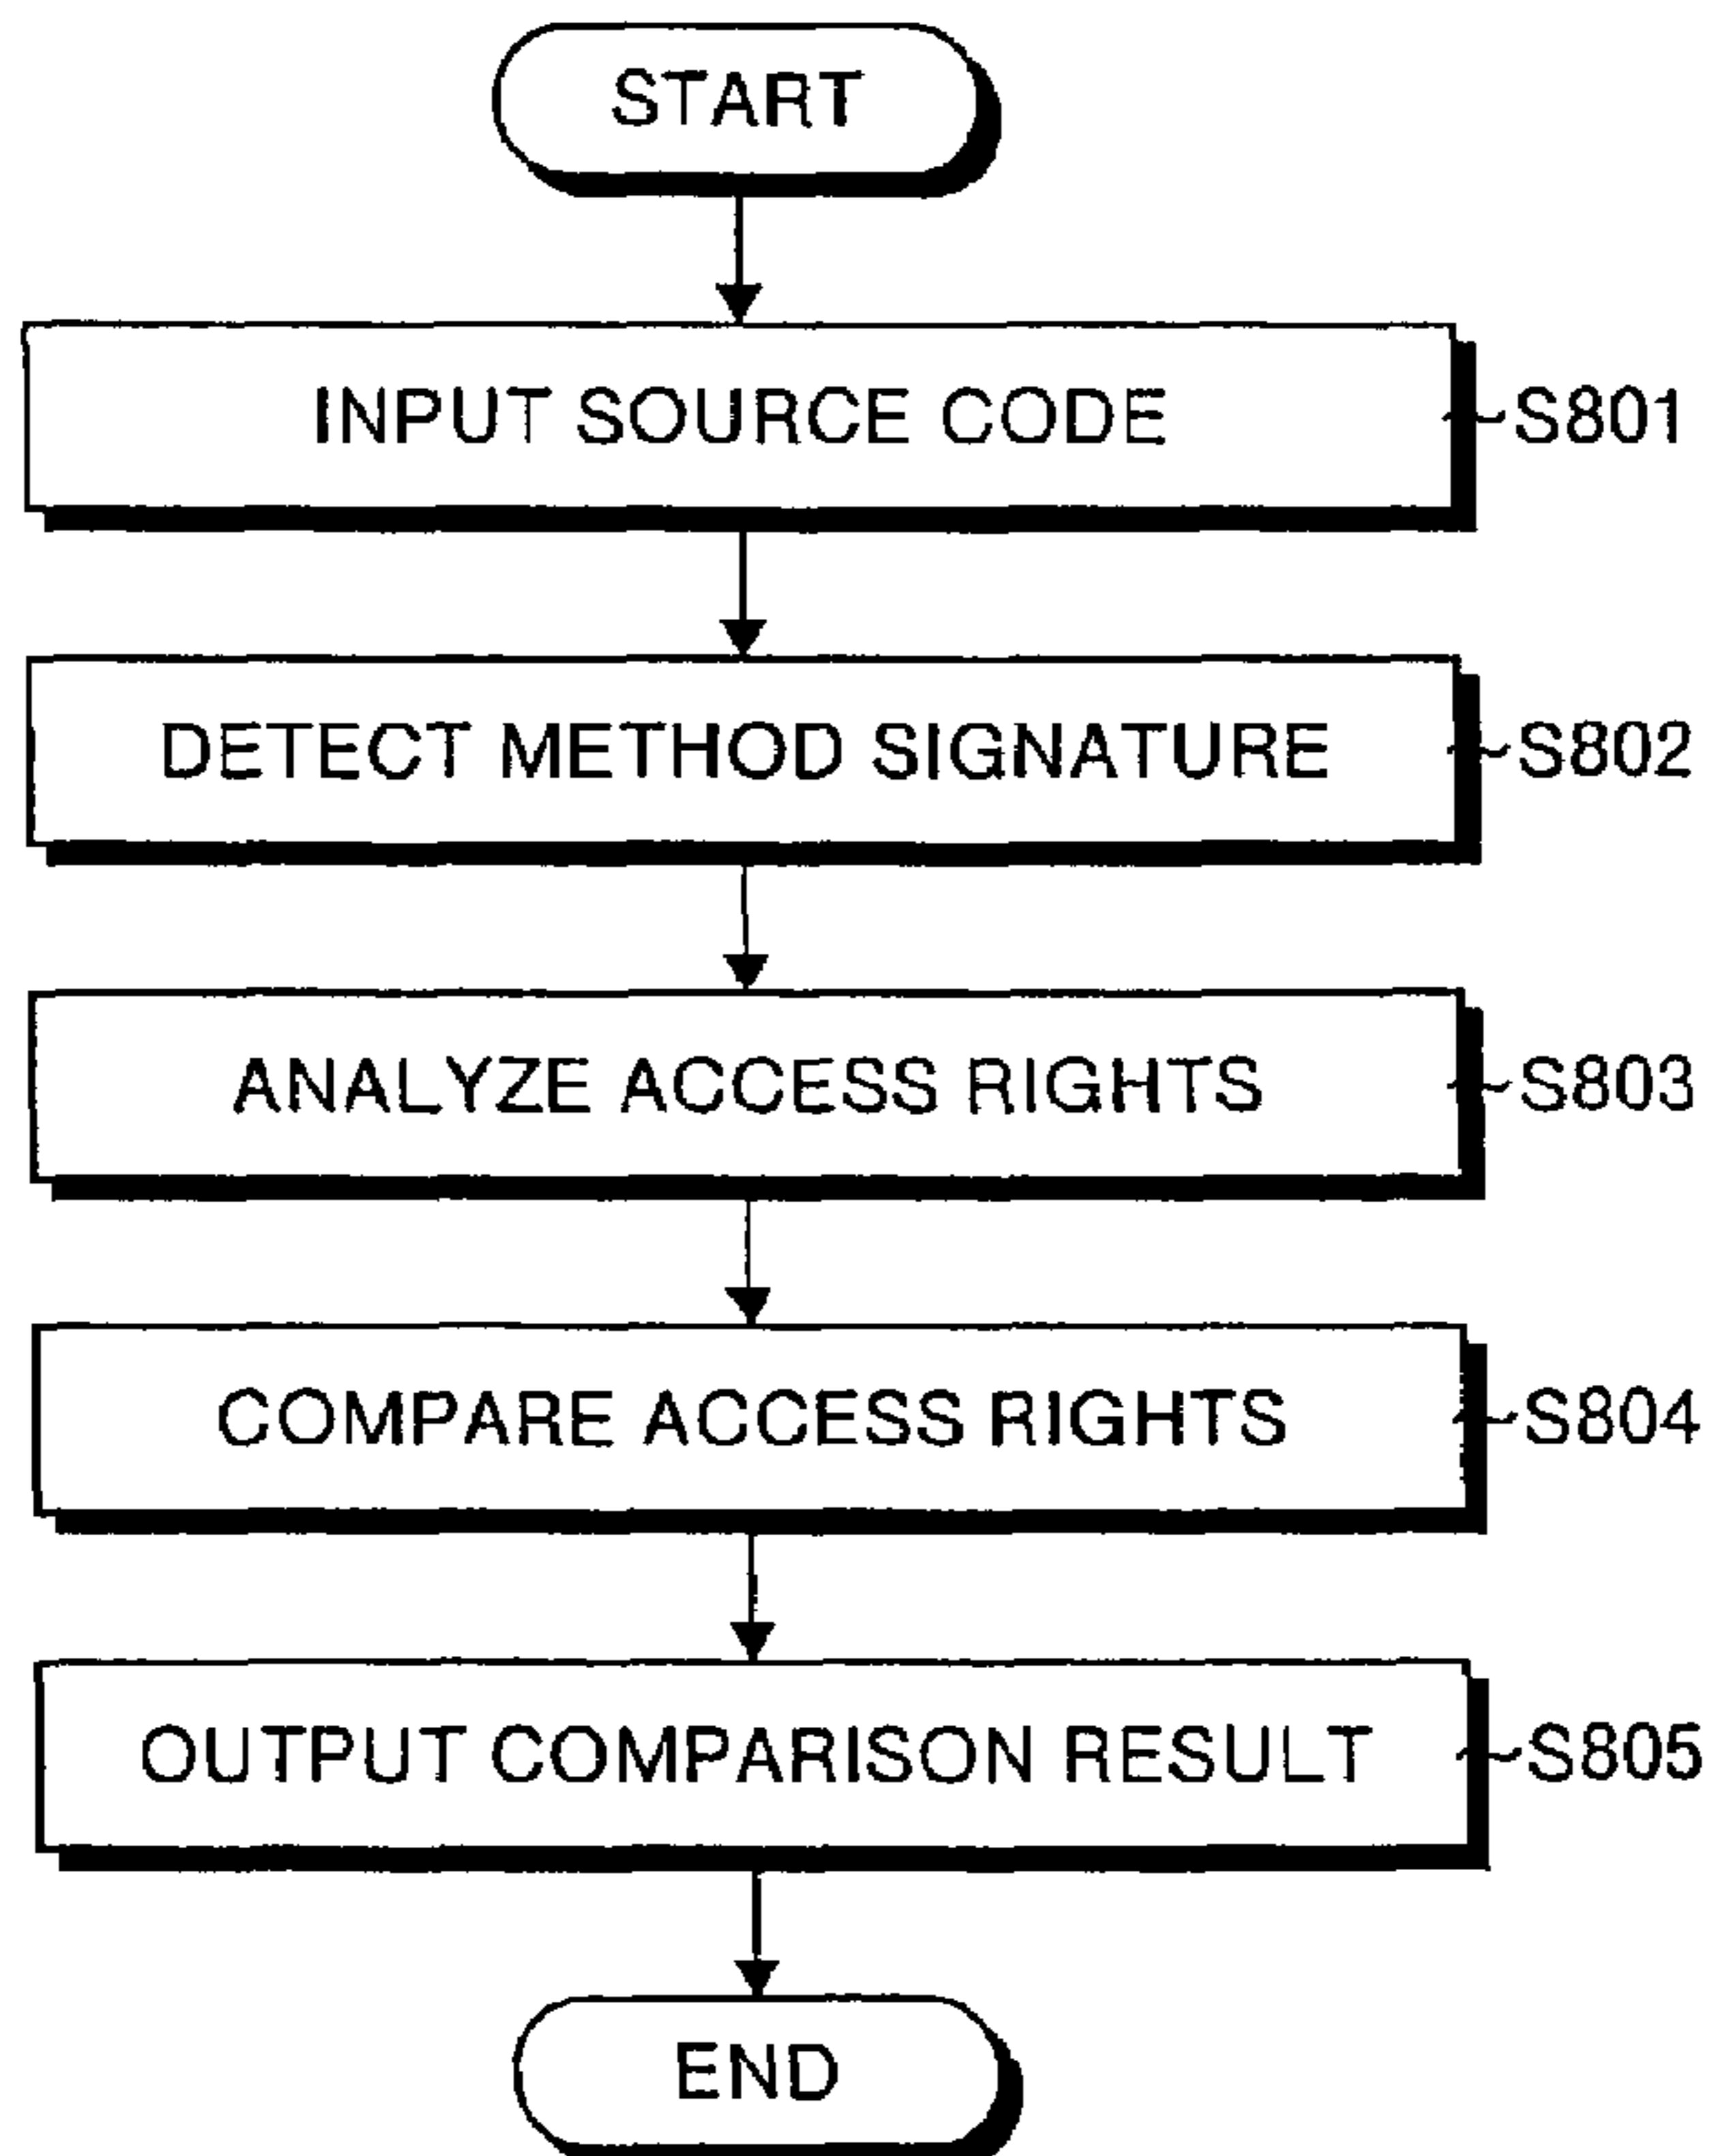 START
INPUT SOURCE CODE
S801
DETECT METHOD SIGNATURE
S802
ANALYZE ACCESS RIGHTS
S803
COMPARE ACCESS RIGHTS
S804
OUTPUT COMPARISON RESULT
S805
END